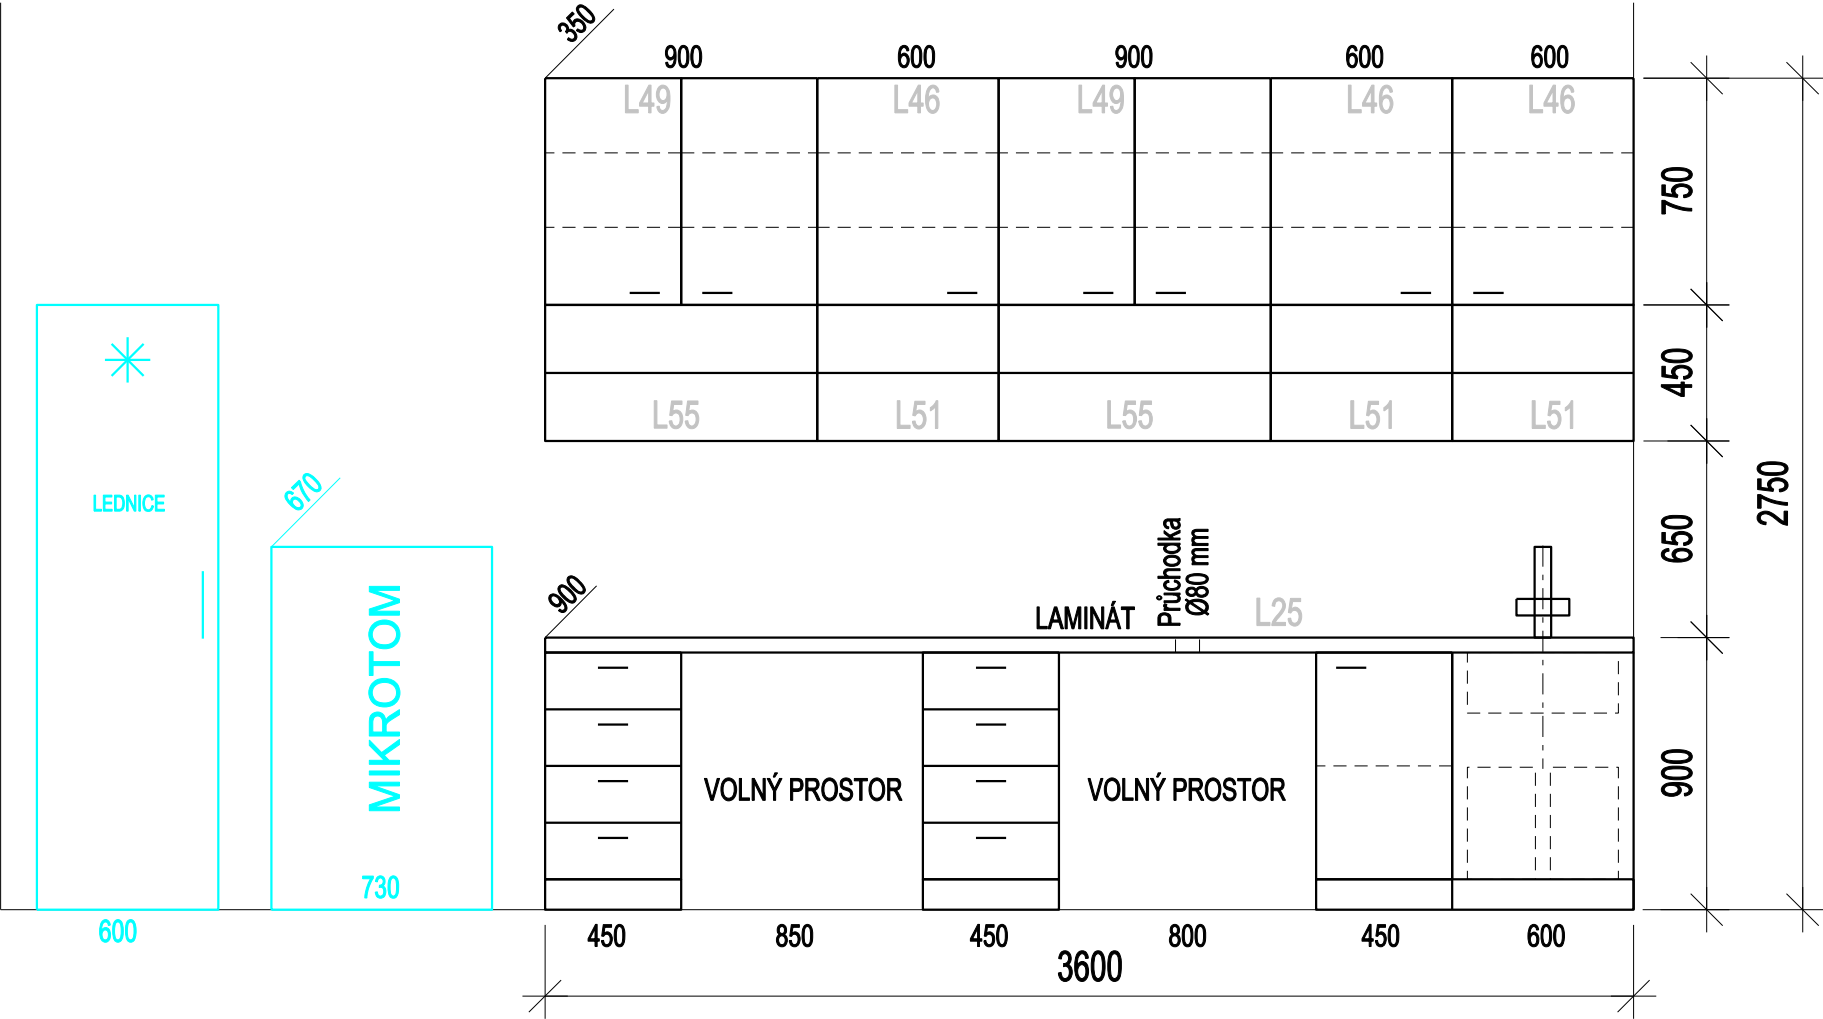 350
900
600
900
600
600
L49
L46
L49
L46
L46
750
450
L55
L51
L55
L51
L51
2750
LEDNICE
670
650
Průchodka
Ø80 mm
900
LAMINÁT
L25
MIKROTOM
VOLNÝ PROSTOR
VOLNÝ PROSTOR
900
730
600
450
850
450
800
450
600
3600